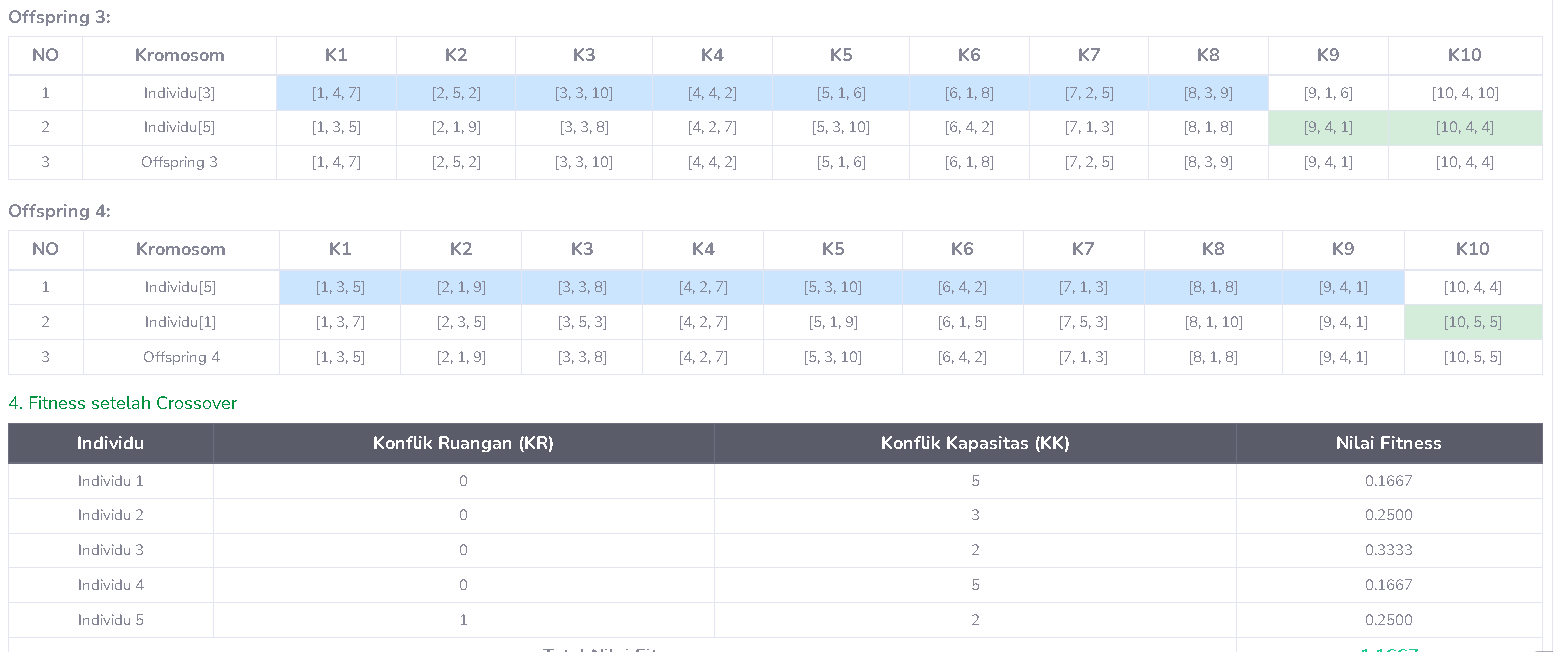 Offspring 3:
NO Kromosom K1 K2 K3 K4 K5 K6 K7 K8 K9 K10
1 Individu[3] [1, 4, 7] [2, 5, 2] [3, 3, 10] [4, 4, 2] [5, 1, 6] [6, 1, 8] [7, 2, 5] [8, 3, 9] [9, 1, 6] [10, 4, 10]
2 Individu[5] [1, 3, 5] [2, 1, 9] [3, 3, 8] [4, 2, 7] [5, 3, 10] [6, 4, 2] [7, 1, 3] [8, 1, 8] [9, 4, 1] [10, 4, 4]
3 Offspring 3 [1, 4, 7] [2, 5, 2] [3, 3, 10] [4, 4, 2] [5, 1, 6] [6, 1, 8] [7, 2, 5] [8, 3, 9] [9, 4, 1] [10, 4, 4]
Offspring 4:
NO Kromosom K1 K2 K3 K4 K5 K6 K7 K8 K9 K10
1 Individu[5] [1, 3, 5] [2, 1, 9] [3, 3, 8] [4, 2, 7] [5, 3, 10] [6, 4, 2] [7, 1, 3] [8, 1, 8] [9, 4, 1] [10, 4, 4]
2 Individu[1] [1, 3, 7] [2, 3, 5] [3, 5, 3] [4, 2, 7] [5, 1, 9] [6, 1, 5] [7, 5, 3] [8, 1, 10] [9, 4, 1] [10, 5, 5]
3 Offspring 4 [1, 3, 5] [2, 1, 9] [3, 3, 8] [4, 2, 7] [5, 3, 10] [6, 4, 2] [7, 1, 3] [8, 1, 8] [9, 4, 1] [10, 5, 5]
4. Fitness setelah Crossover
Individu Konflik Ruangan (KR) Konflik Kapasitas (KK) Nilai Fitness
Individu 1 0 5 0.1667
Individu 2 0 3 0.2500
Individu 3 0 2 0.3333
Individu 4 0 5 0.1667
Individu 5 1 2 0.2500